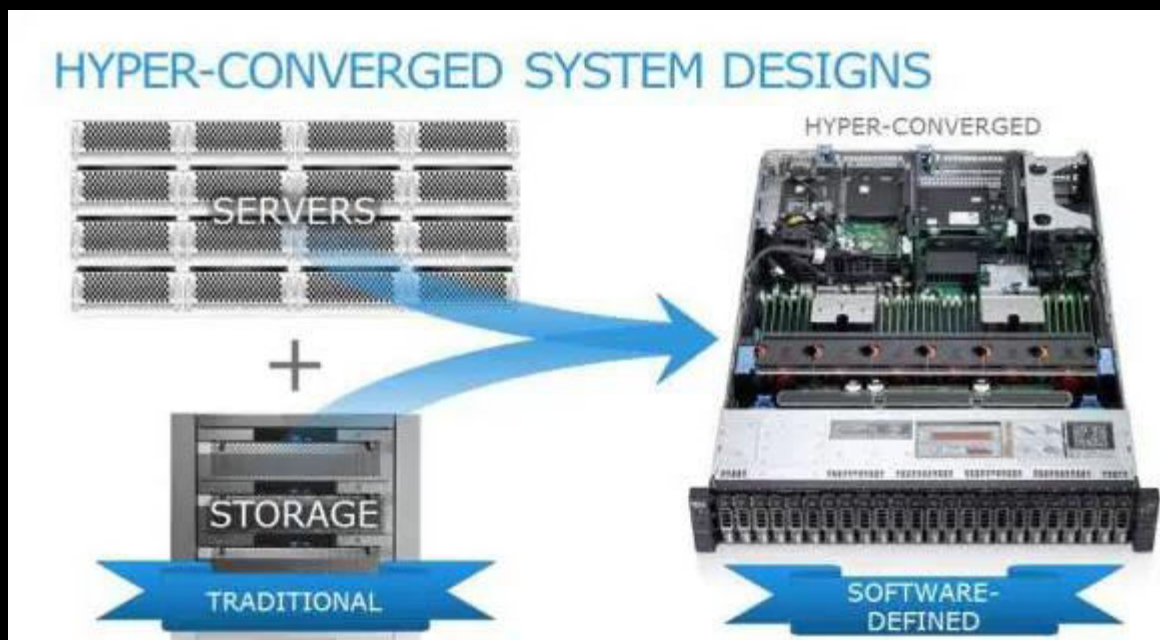 HYPER-CONVERGED SYSTEM DESIGNS
SERVERS
+
STORAGE
TRADITIONAL
HYPER-CONVERGED
SOFTWARE-
DEFINED